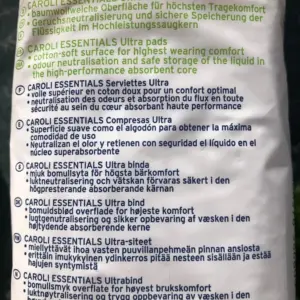 • baumwollweiche Oberfläche für höchsten Tragekomfort
• Geruchsneutralisierung und sichere Speicherung der
Flüssigkeit im Hochleistungssaugkern
CAROLI ESSENTIALS Ultra pads
• cotton-soft surface for highest wearing comfort
• odour neutralisation and safe storage of the liquid in
the high-performance absorbent core
F CAROLI ESSENTIALS Serviettes Ultra
• voile supérieur en coton doux pour un confort optimal
• neutralisation des odeurs et absorption du flux en toute
sécurité au sein du cœur absorbant haute performance
E CAROLI ESSENTIALS Compresas Ultra
• Superficie suave como el algodón para obtener la máxima
comodidad de uso
• Neutralizan el olor y retienen con seguridad el líquido en el
núcleo superabsorbente
CAROLI ESSENTIALS Ultra binda
• mjuk bomullsyta för högsta bärkomfort
• luktneutralisering och vätskan förvaras säkert i den
högpresterande absorberande kärnan
DK CAROLI ESSENTIALS Ultra bind
• bomuldsblød overflade for højeste komfort
• lugtgenutralisering og sikker opbevaring af væsken i den
højtydende absorberende kerne
CAROLI ESSENTIALS Ultra-siteet
• miellyttävät ihoa vasten puuvillanpehmeän pinnan ansiosta
• erittäin imukykyinen ydinkerros pitää nesteen sisällään ja estää
hajujen syntymistä
N CAROLI ESSENTIALS Ultrabind
• bomullsmyk overflate for høyest brukskomfort
• luktnøytralisering og trygg oppbevaring av væsken i den